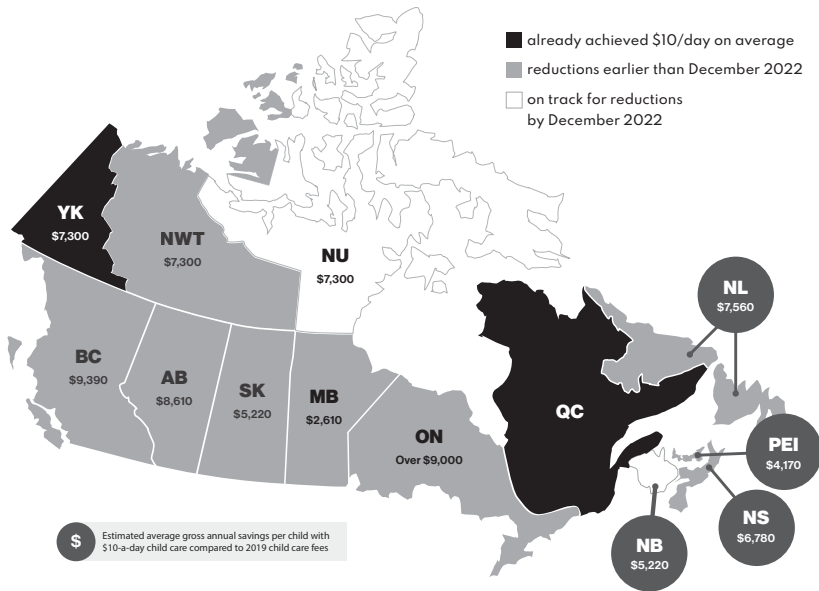 already achieved $10/day on average
reductions earlier than December 2022
on track for reductions
by December 2022
YK
$7,300
NWT
$7,300
NU
$7,300
NL
$7,560
BC
$9,390
AB
$8,610
SK
$5,220
MB
$2,610
ON
Over $9,000
QC
PEI
$4,170
NS
$6,780
NB
$5,220
$
Estimated average gross annual savings per child with
$10-a-day child care compared to 2019 child care fees